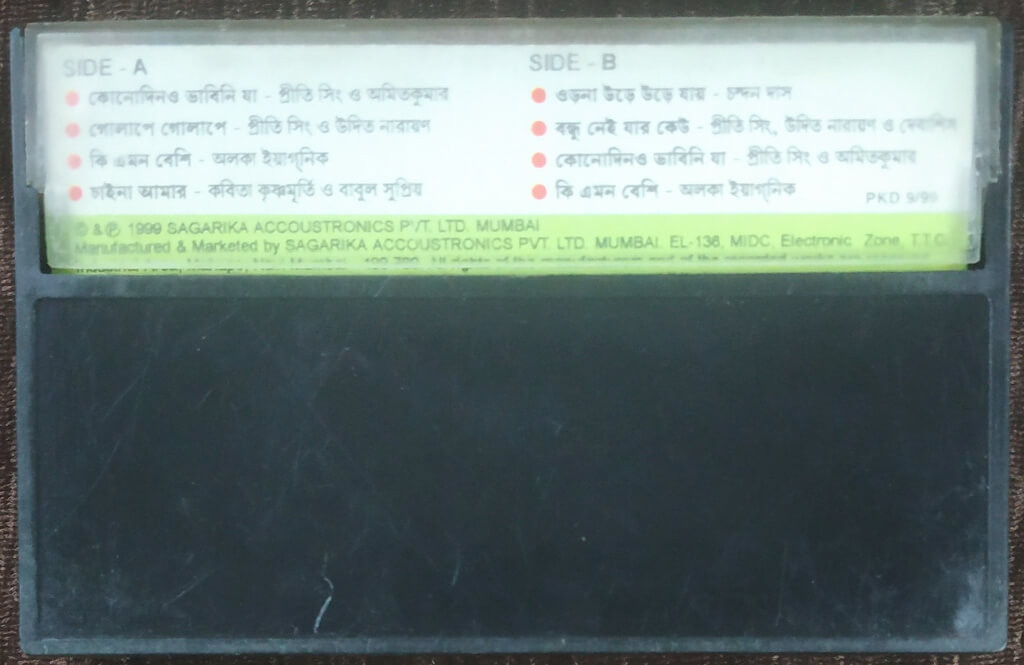 SIDE - A
কোনোদিনও ভাবিনি যা - প্রীতি সিং ও অমিতকুমার
গোলাপে গোলাপে - প্রীতি সিং ও উদিত নারায়ণ
কি এমন বেশি - অলকা ইয়াগ্নিক
চাইনা আমার - কবিতা কৃষ্ণমূর্তি ও বাবুল সুপ্রিয়
SIDE - B
ওড়না উড়ে উড়ে যায় - চন্দন দাস
বন্ধু নেই যার কেউ - প্রীতি সিং, উদিত নারায়ণ ও
কোনোদিনও ভাবিনি যা - প্রীতি সিং ও অমিতকুমার
কি এমন বেশি - অলকা ইয়াগ্নিক
PKD 9/99
© & ℗ 1999 SAGARIKA ACCOUSTRONICS PVT. LTD. MUMBAI
Manufactured & Marketed by SAGARIKA ACCOUSTRONICS PVT. LTD. MUMBAI. EL-136, MIDC, Electronic Zone, T.T.C.